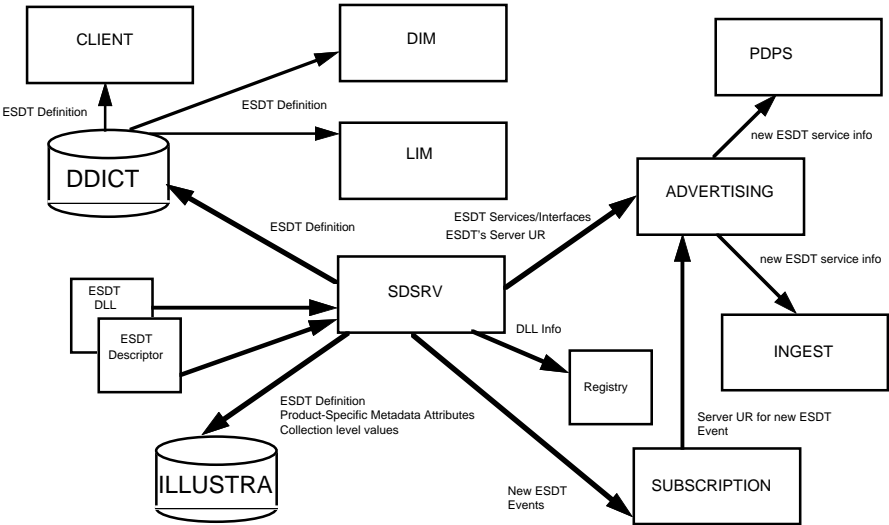 CLIENT
DIM
PDPS
ESDT Definition
ESDT Definition
new ESDT service info
LIM
DDICT
ADVERTISING
ESDT Definition
ESDT Services/Interfaces
ESDT's Server UR
new ESDT service info
ESDT
DLL
SDSRV
ESDT
Descriptor
DLL Info
INGEST
Registry
ESDT Definition
Product-Specific Metadata Attributes
Collection level values
Server UR for new ESDT
Event
ILLUSTRA
New ESDT
Events
SUBSCRIPTION